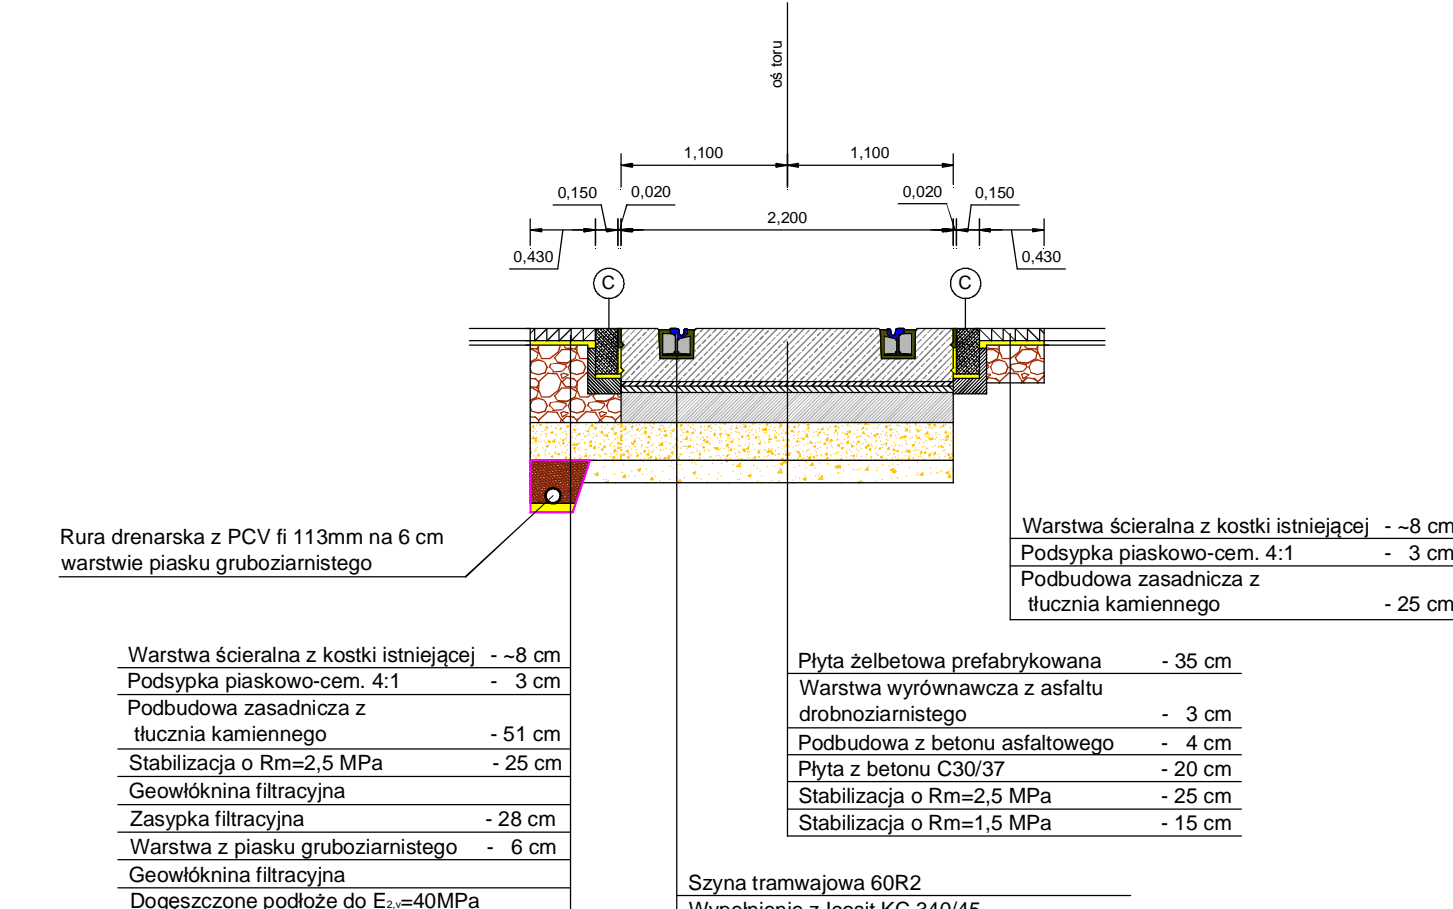 oś toru
1,100 1,100
0,150 0,020 0,020 0,150
2,200
0,430 0,430
C C
Rura drenarska z PCV fi 113mm na 6 cm
warstwie piasku gruboziarnistego
Warstwa ścieralna z kostki istniejącej - ~8 cm
Podsypka piaskowo-cem. 4:1 - 3 cm
Podbudowa zasadnicza z
tłucznia kamiennego - 25 cm
Warstwa ścieralna z kostki istniejącej - ~8 cm
Podsypka piaskowo-cem. 4:1 - 3 cm
Podbudowa zasadnicza z
tłucznia kamiennego - 51 cm
Stabilizacja o Rm=2,5 MPa - 25 cm
Geowłóknina filtracyjna
Zasypka filtracyjna - 28 cm
Warstwa z piasku gruboziarnistego - 6 cm
Geowłóknina filtracyjna
Dogęszczone podłoże do E2,v=40MPa
Płyta żelbetowa prefabrykowana - 35 cm
Warstwa wyrównawcza z asfaltu
drobnoziarnistego - 3 cm
Podbudowa z betonu asfaltowego - 4 cm
Płyta z betonu C30/37 - 20 cm
Stabilizacja o Rm=2,5 MPa - 25 cm
Stabilizacja o Rm=1,5 MPa - 15 cm
Szyna tramwajowa 60R2
Wypełnienie z Icosit KC 340/45